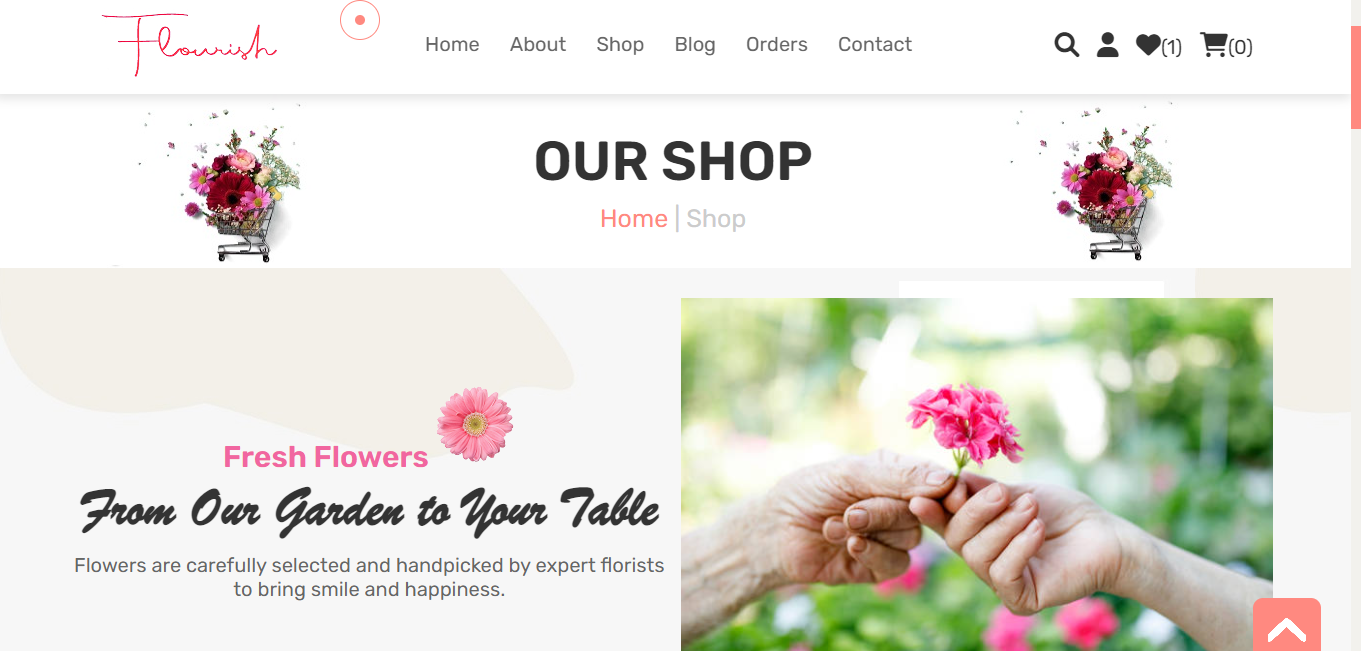 Flourish
Home About Shop Blog Orders Contact
(1) (0)
OUR SHOP
Home | Shop
Fresh Flowers
From Our Garden to Your Table
Flowers are carefully selected and handpicked by expert florists
to bring smile and happiness.